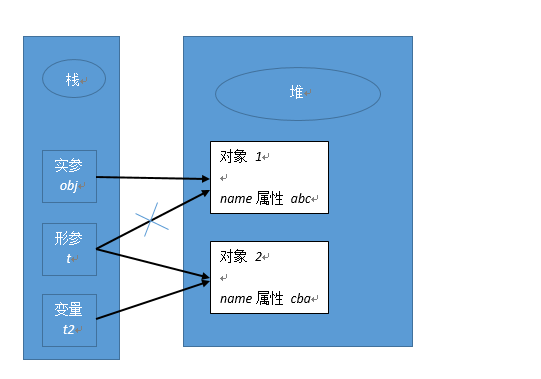 栈
堆
实参
obj
形参
t
变量
t2
对象 1
name 属性 abc
对象 2
name 属性 cba